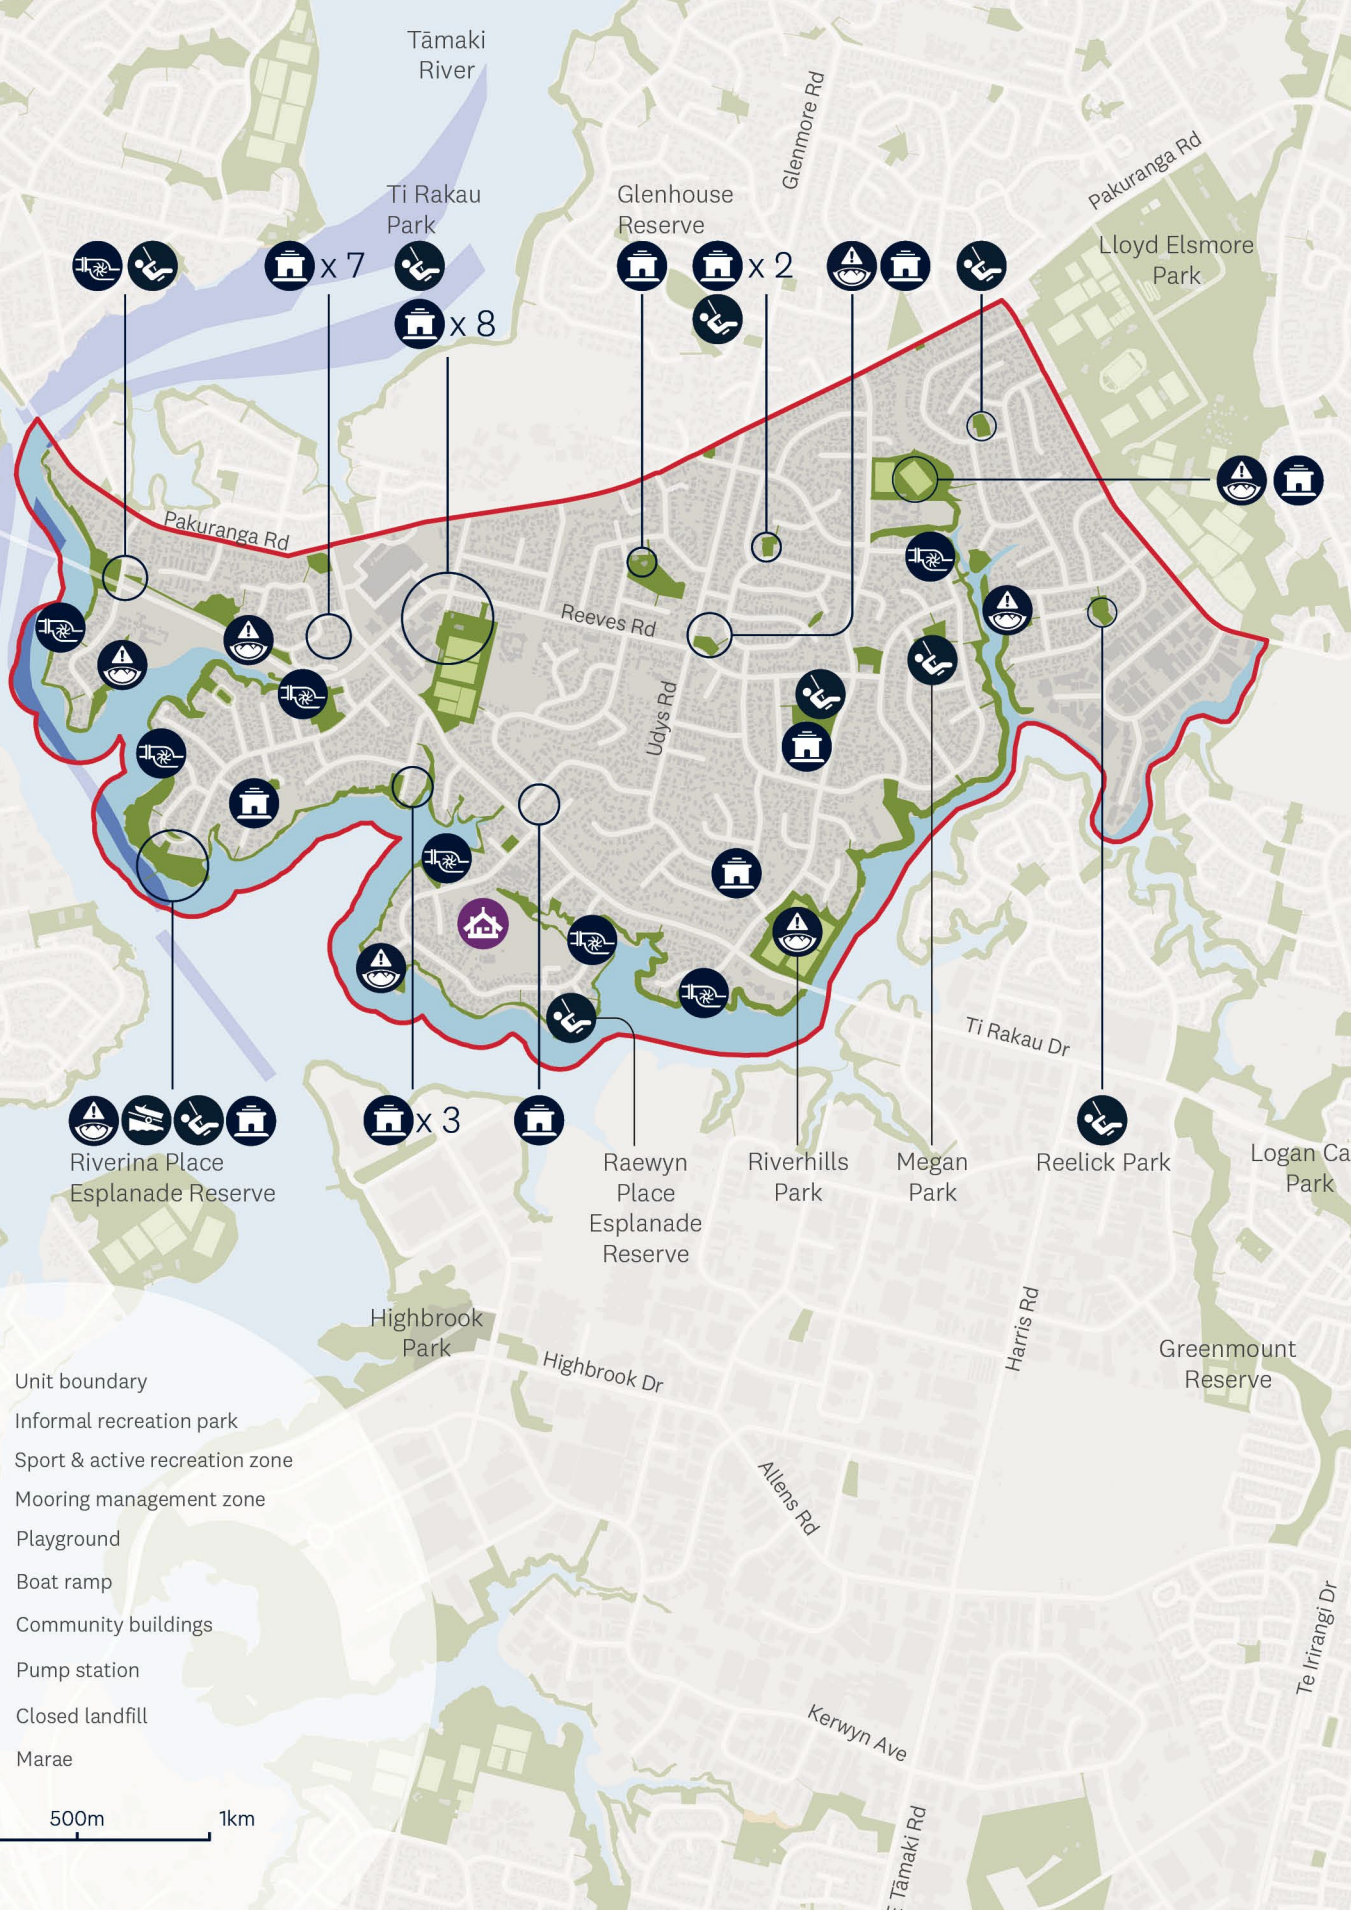 Tāmaki
River
Glenmore Rd
Pakuranga Rd
Ti Rakau
Park
Glenhouse
Reserve
Lloyd Elsmore
Park
x 7
x 8
x 2
Pakuranga Rd
Reeves Rd
Udys Rd
Ti Rakau Dr
x 3
Riverina Place
Esplanade Reserve
Raewyn
Place
Esplanade
Reserve
Riverhills
Park
Megan
Park
Reelick Park
Logan Ca
Park
Highbrook
Park
Highbrook Dr
Harris Rd
Greenmount
Reserve
Allens Rd
Te Irirangi Dr
Kerwyn Ave
Tāmaki Rd
Unit boundary
Informal recreation park
Sport & active recreation zone
Mooring management zone
Playground
Boat ramp
Community buildings
Pump station
Closed landfill
Marae
500m
1km